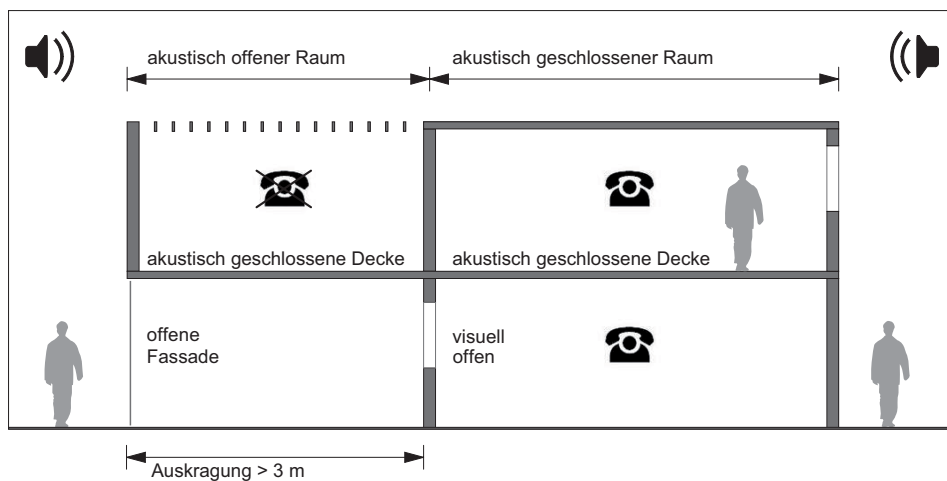 akustisch offener Raum
akustisch geschlossener Raum
akustisch geschlossene Decke
akustisch geschlossene Decke
offene
Fassade
visuell
offen
Auskragung > 3 m